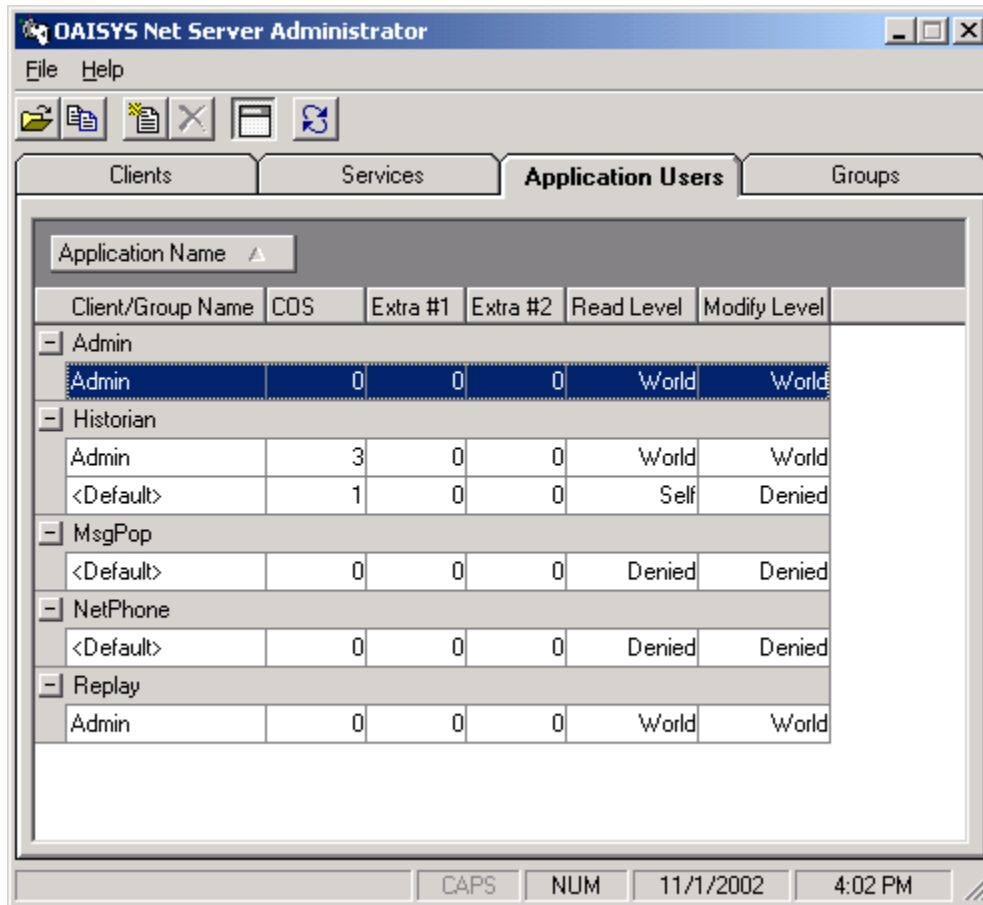 OAISYS Net Server Administrator
File Help
Clients Services Application Users Groups
Application Name
Client/Group Name COS Extra #1 Extra #2 Read Level Modify Level
Admin
Admin 0 0 0 World World
Historian
Admin 3 0 0 World World
<Default> 1 0 0 Self Denied
MsgPop
<Default> 0 0 0 Denied Denied
NetPhone
<Default> 0 0 0 Denied Denied
Replay
Admin 0 0 0 World World
CAPS NUM 11/1/2002 4:02 PM